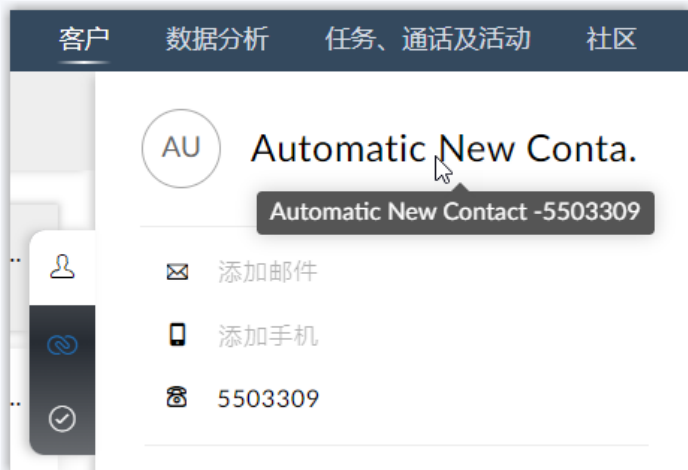 客户 数据分析 任务、通话及活动 社区
AU Automatic New Conta.
Automatic New Contact -5503309
添加邮件
添加手机
5503309